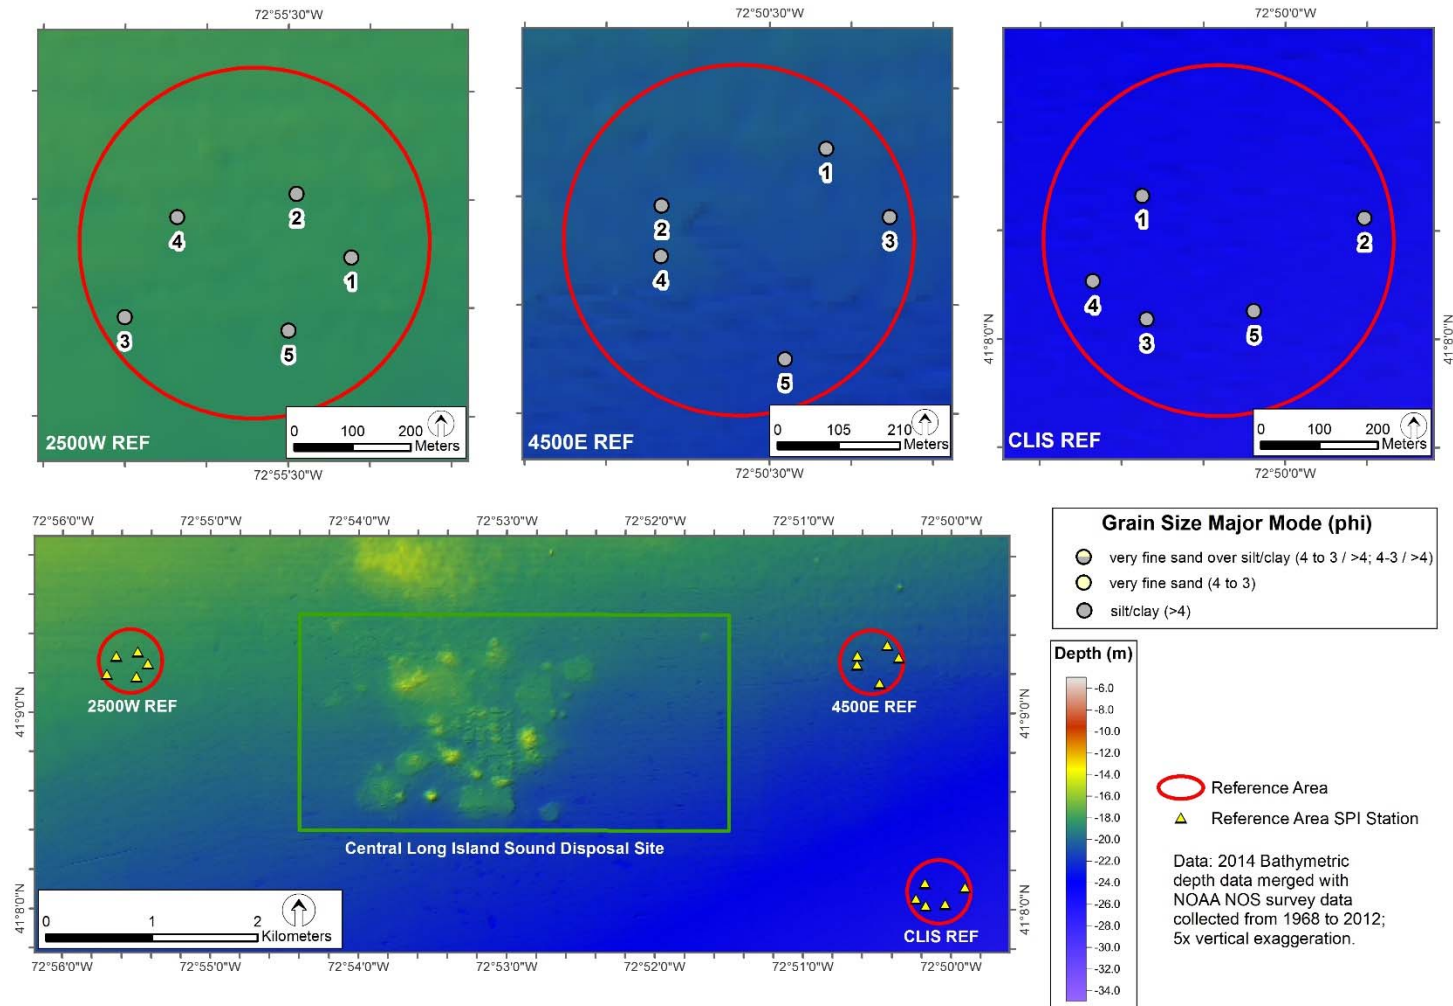 72°55'30"W
72°50'30"W
72°50'0"W
4
2
1
3
5
2500W REF
0 100 200
Meters
1
2
3
4
5
4500E REF
0 105 210
Meters
1
2
4
3
5
CLIS REF
0 100 200
Meters
41°8'0"N
41°8'0"N
72°55'30"W
72°50'30"W
72°50'0"W
72°56'0"W 72°55'0"W 72°54'0"W 72°53'0"W 72°52'0"W 72°51'0"W 72°50'0"W
41°9'0"N
41°8'0"N
2500W REF
4500E REF
CLIS REF
Central Long Island Sound Disposal Site
0 1 2
Kilometers
41°9'0"N
41°8'0"N
72°56'0"W 72°55'0"W 72°54'0"W 72°53'0"W 72°52'0"W 72°51'0"W 72°50'0"W
Grain Size Major Mode (phi)
very fine sand over silt/clay (4 to 3 / >4; 4-3 / >4)
very fine sand (4 to 3)
silt/clay (>4)
Depth (m)
-6.0
-8.0
-10.0
-12.0
-14.0
-16.0
-18.0
-20.0
-22.0
-24.0
-26.0
-28.0
-30.0
-32.0
-34.0
Reference Area
Reference Area SPI Station
Data: 2014 Bathymetric
depth data merged with
NOAA NOS survey data
collected from 1968 to 2012;
5x vertical exaggeration.